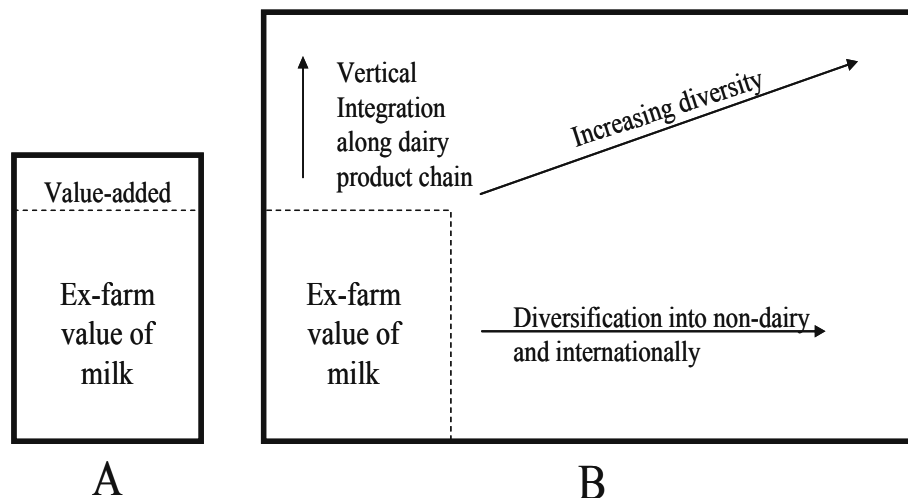 Value-added
Ex-farm
value of
milk
A
Vertical
Integration
along dairy
product chain
Increasing diversity
Ex-farm
value of
milk
Diversification into non-dairy
and internationally
B